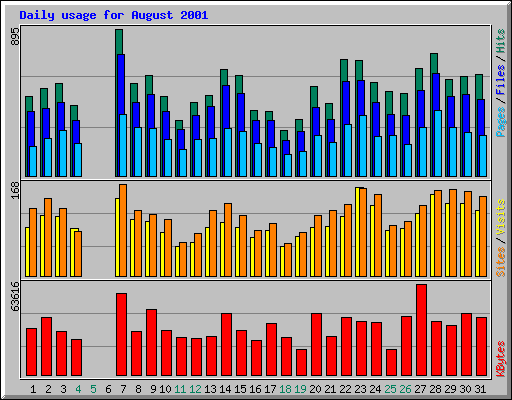 Daily usage for August 2001
895
Pages / Files / Hits
168
Sites / Visits
63616
KBytes
1 2 3 4 5 6 7 8 9 10 11 12 13 14 15 16 17 18 19 20 21 22 23 24 25 26 27 28 29 30 31